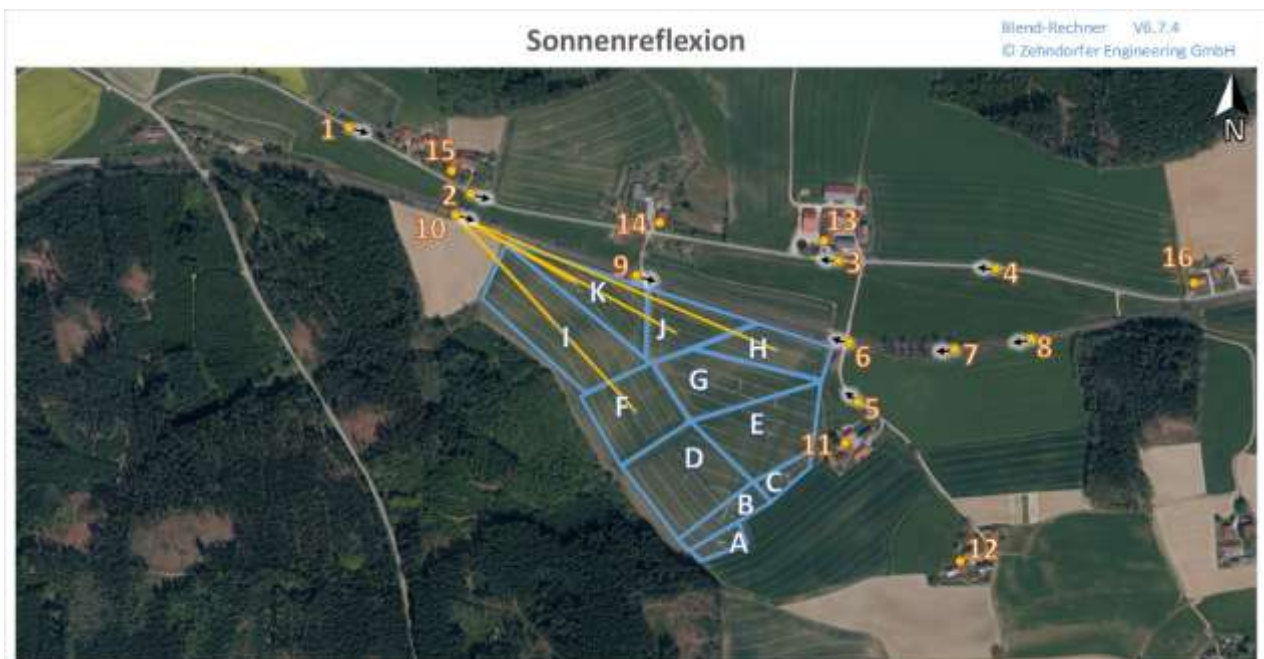 Sonnenreflexion
Blend-Rechner V6.7.4
© Zehndorfer Engineering GmbH
N
1
15
2
10
14
13
3
4
16
9
K
J
I
H
6
7
8
G
F
5
E
11
D
C
B
A
12